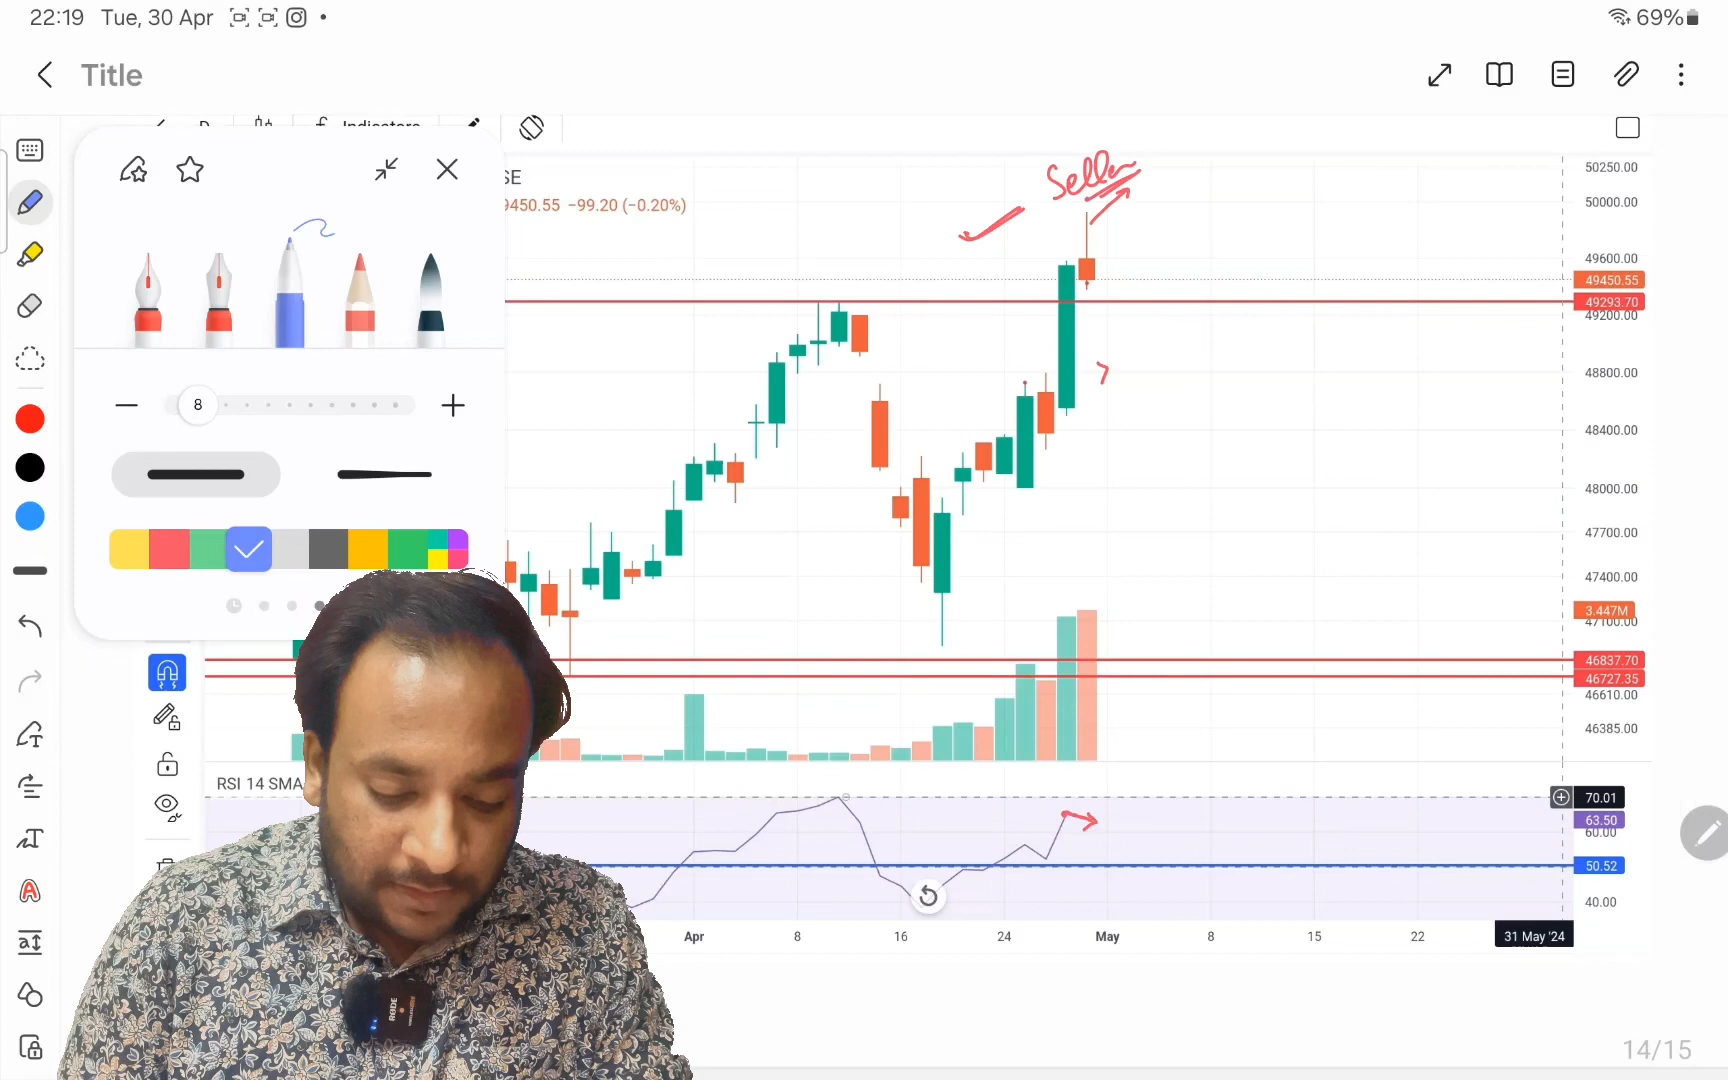 22:19 Tue, 30 Apr
69%
Title
D
Indicators
SE
9450.55 −99.20 (−0.20%)
Seller
50250.00
50000.00
49600.00
49450.55
49293.70
49200.00
48800.00
8
48400.00
48000.00
47700.00
47400.00
3.447M
47100.00
46837.70
46727.35
46610.00
46385.00
RSI 14 SMA
70.01
63.50
60.00
50.52
40.00
Apr 8 16 24 May 8 15 22 31 May '24
RODE
14/15